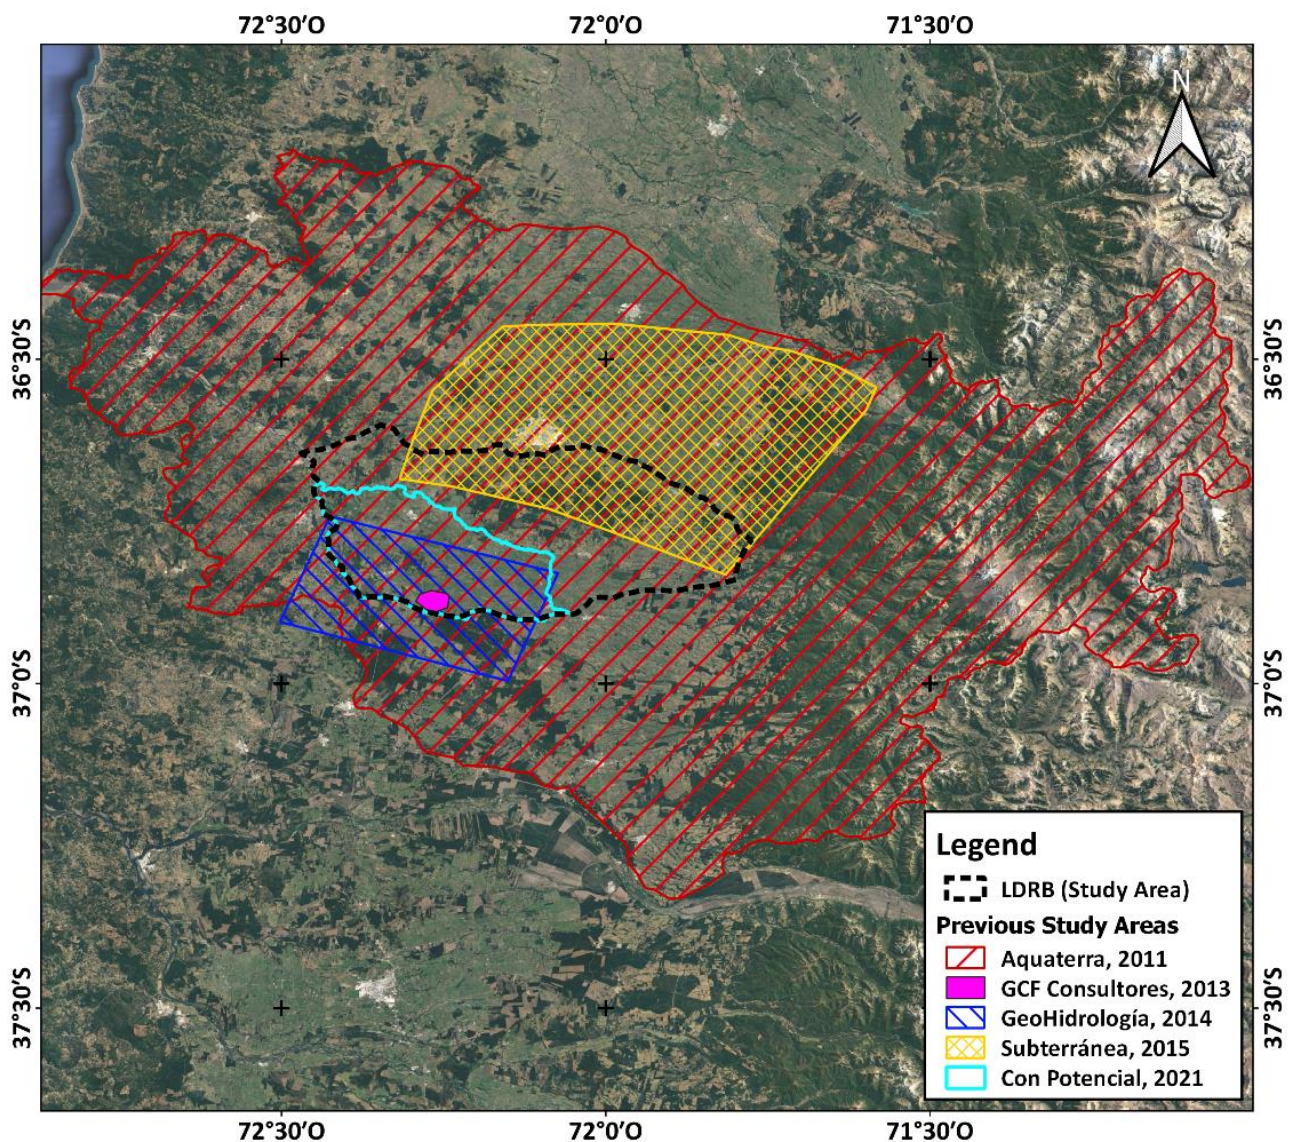 72°30'O 72°0'O 71°30'O
N
36°30'S 36°30'S
37°0'S 37°0'S
37°30'S 37°30'S
Legend
LDRB (Study Area)
Previous Study Areas
Aquaterra, 2011
GCF Consultores, 2013
GeoHidrología, 2014
Subterránea, 2015
Con Potencial, 2021
72°30'O 72°0'O 71°30'O